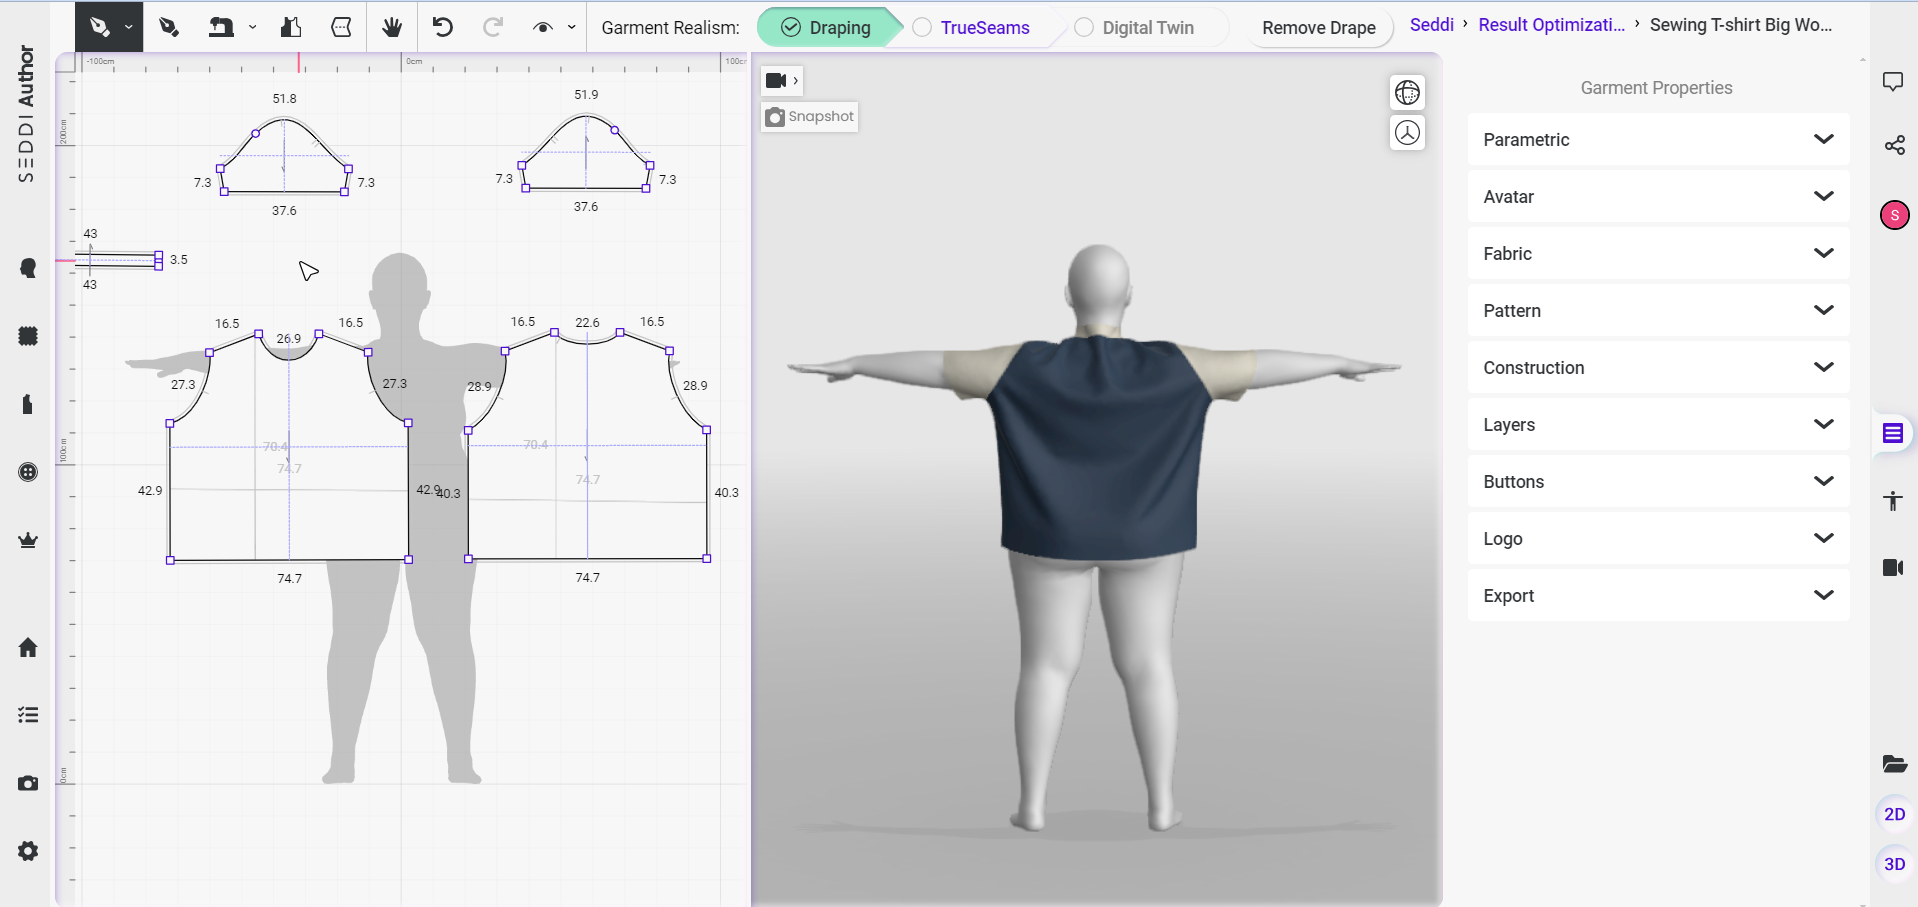 SEDDI Author
Garment Realism:
Draping
TrueSeams
Digital Twin
Remove Drape
Seddi › Result Optimizati... › Sewing T-shirt Big Wo...
-100cm
0cm
100cm
200cm
100cm
0cm
51.8
7.3
7.3
37.6
51.9
7.3
7.3
37.6
43
3.5
43
16.5
26.9
16.5
27.3
27.3
70.4
74.7
42.9
42.9
74.7
16.5
22.6
16.5
28.9
28.9
70.4
74.7
40.3
40.3
74.7
Snapshot
Garment Properties
Parametric
Avatar
Fabric
Pattern
Construction
Layers
Buttons
Logo
Export
S
2D
3D